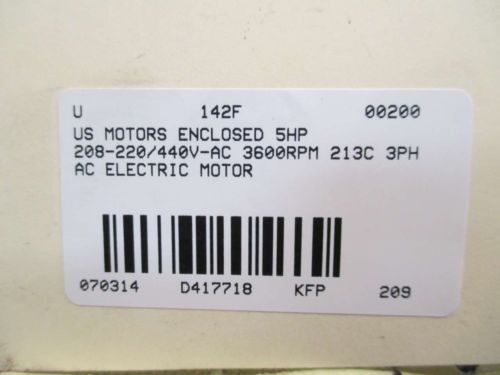 U 142F 00200
US MOTORS ENCLOSED 5HP
208-220/440V-AC 3600RPM 213C 3PH
AC ELECTRIC MOTOR
070314 D417718 KFP 209